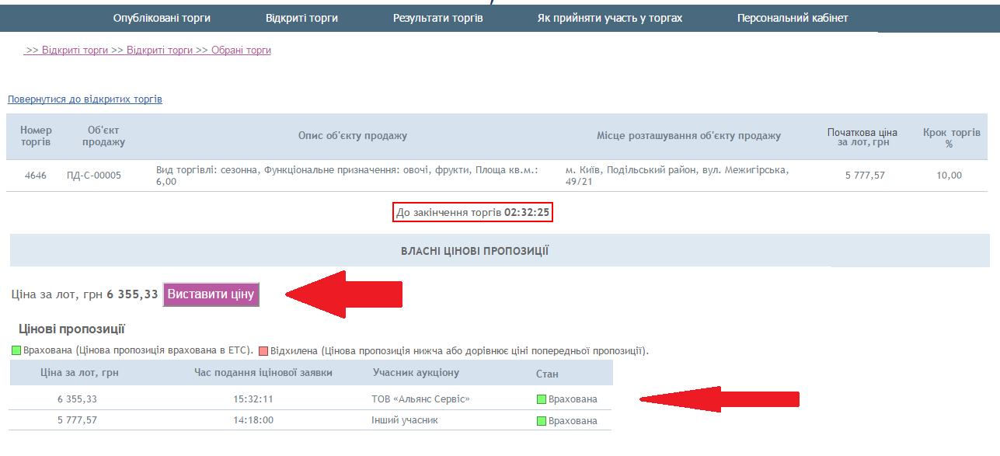 Опубліковані торги Відкриті торги Результати торгів Як прийняти участь у торгах Персональний кабінет
>> Відкриті торги >> Відкриті торги >> Обрані торги
Повернутися до відкритих торгів
Номер торгів Об'єкт продажу Опис об'єкту продажу Місце розташування об'єкту продажу Початкова ціна за лот, грн Крок торгів %
4646 ПД-С-00005 Вид торгівлі: сезонна, Функціональне призначення: овочі, фрукти, Площа кв.м.: 6,00 м. Київ, Подільський район, вул. Межигірська, 49/21 5 777,57 10,00
До закінчення торгів 02:32:25
ВЛАСНІ ЦІНОВІ ПРОПОЗИЦІЇ
Ціна за лот, грн 6 355,33 Виставити ціну
Цінові пропозиції
Врахована (Цінова пропозиція врахована в ЕТС). Відхилена (Цінова пропозиція нижча або дорівнює ціні попередньої пропозиції).
Ціна за лот, грн Час подання іцінової заявки Учасник аукціону Стан
6 355,33 15:32:11 ТОВ «Альянс Сервіс» Врахована
5 777,57 14:18:00 Інший учасник Врахована